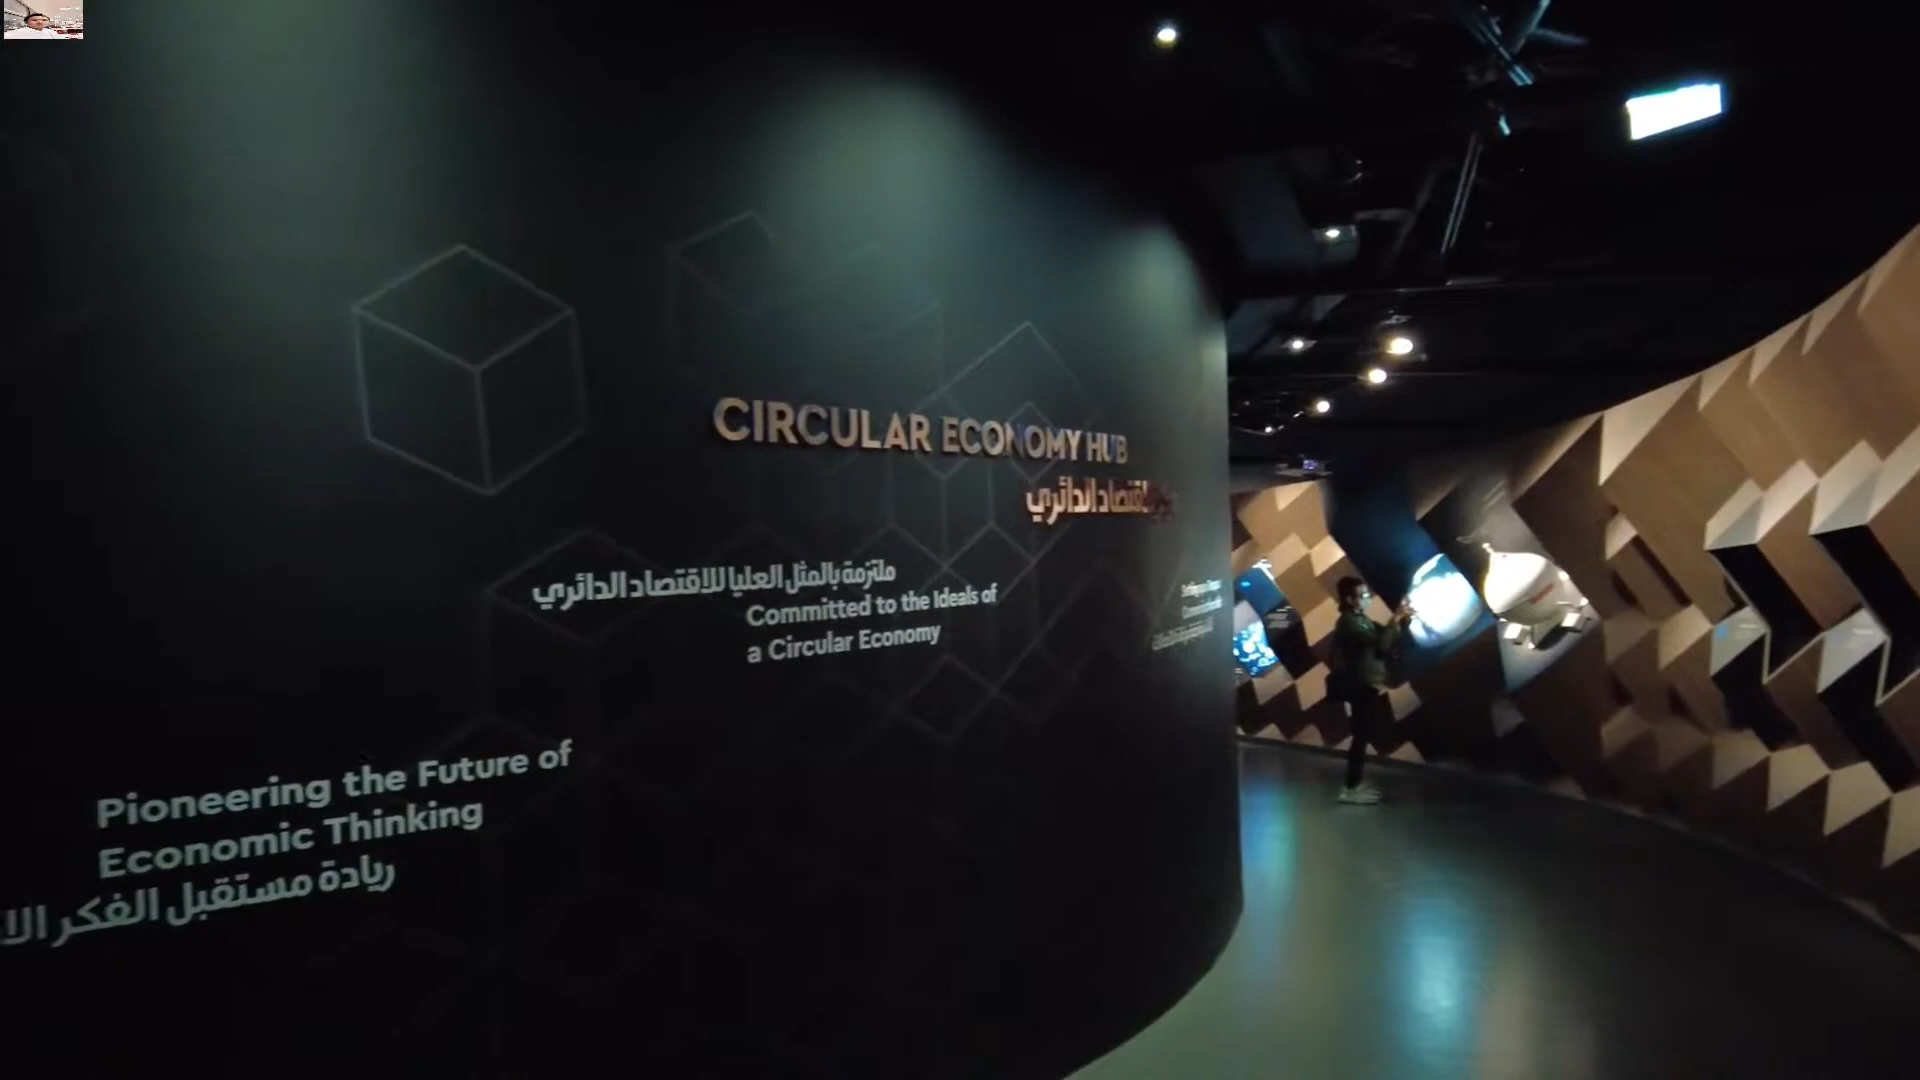 CIRCULAR ECONOMY HUB
الاقتصاد الدائري
ملتزمة بالمثل العليا للاقتصاد الدائري
Committed to the Ideals of
a Circular Economy
Pioneering the Future of
Economic Thinking
ريادة مستقبل الفكر